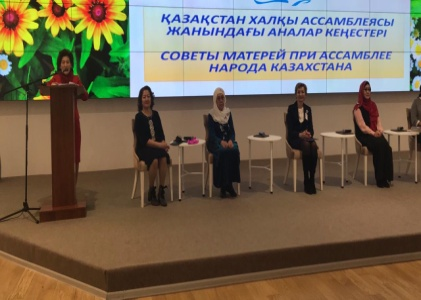 ҚАЗАҚСТАН ХАЛҚЫ АССАМБЛЕЯСЫ
ЖАНЫНДАҒЫ АНАЛАР КЕҢЕСТЕРІ
СОВЕТЫ МАТЕРЕЙ ПРИ АССАМБЛЕЕ
НАРОДА КАЗАХСТАНА